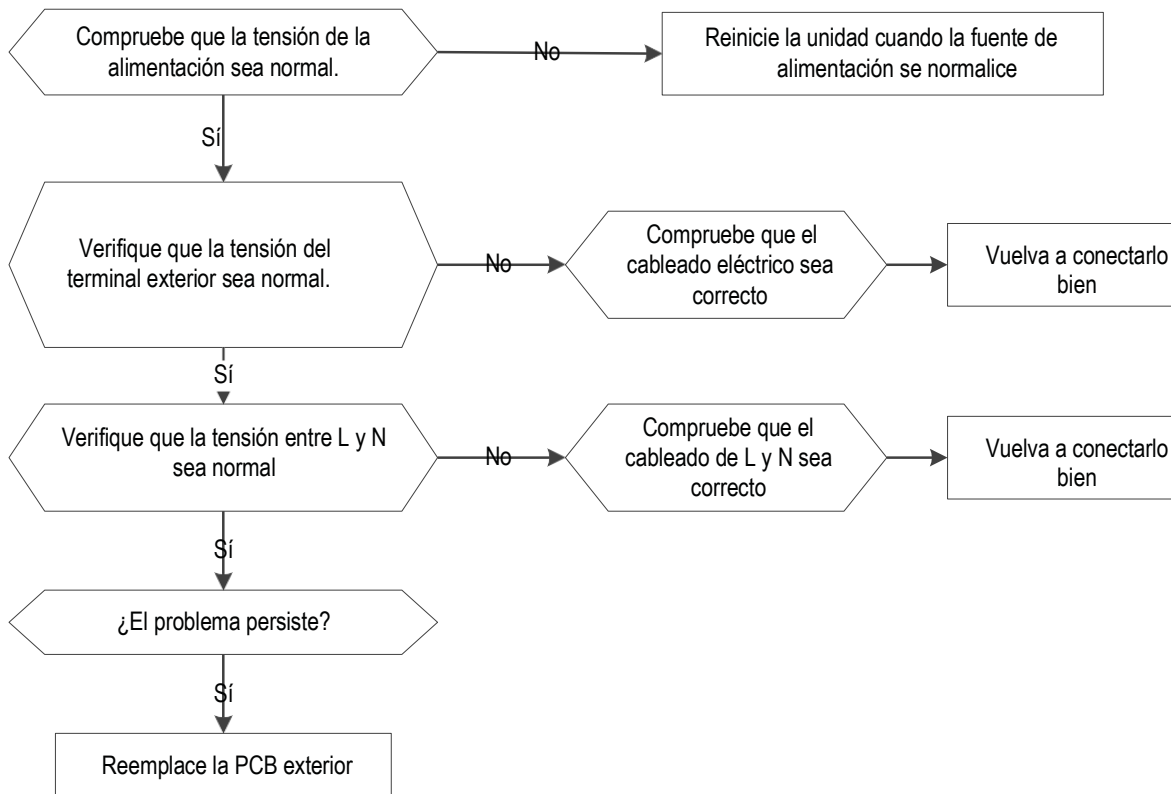 Compruebe que la tensión de la
alimentación sea normal.
No
Reinicie la unidad cuando la fuente de
alimentación se normalice
Sí
Verifique que la tensión del
terminal exterior sea normal.
No
Compruebe que el
cableado eléctrico sea
correcto
Vuelva a conectarlo
bien
Sí
Verifique que la tensión entre L y N
sea normal
No
Compruebe que el
cableado de L y N sea
correcto
Vuelva a conectarlo
bien
Sí
¿El problema persiste?
Sí
Reemplace la PCB exterior